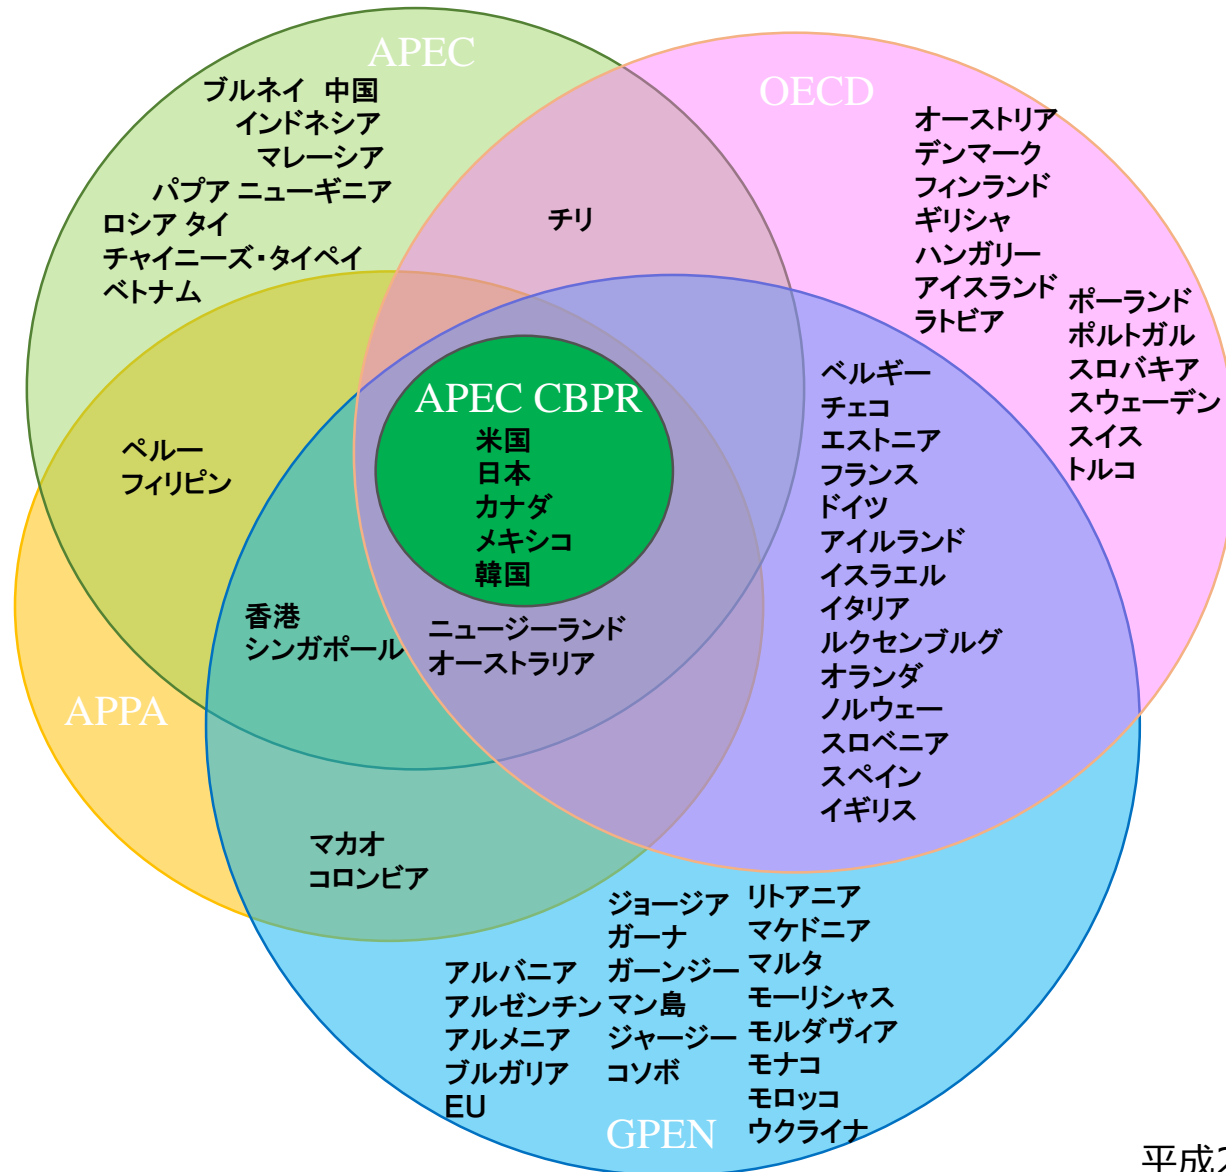 APEC
ブルネイ 中国
インドネシア
マレーシア
パプア ニューギニア
ロシア タイ
チャイニーズ・タイペイ
ベトナム
OECD
オーストリア
デンマーク
フィンランド
ギリシャ
ハンガリー
アイスランド
ラトビア
ポーランド
ポルトガル
スロバキア
スウェーデン
スイス
トルコ
チリ
APEC CBPR
米国
日本
カナダ
メキシコ
韓国
ペルー
フィリピン
香港
シンガポール
ニュージーランド
オーストラリア
ベルギー
チェコ
エストニア
フランス
ドイツ
アイルランド
イスラエル
イタリア
ルクセンブルグ
オランダ
ノルウェー
スロベニア
スペイン
イギリス
APPA
マカオ
コロンビア
アルバニア
アルゼンチン
アルメニア
ブルガリア
EU
ジョージア
ガーナ
ガーンジー
マン島
ジャージー
コソボ
リトアニア
マケドニア
マルタ
モーリシャス
モルダヴィア
モナコ
モロッコ
ウクライナ
GPEN
平成